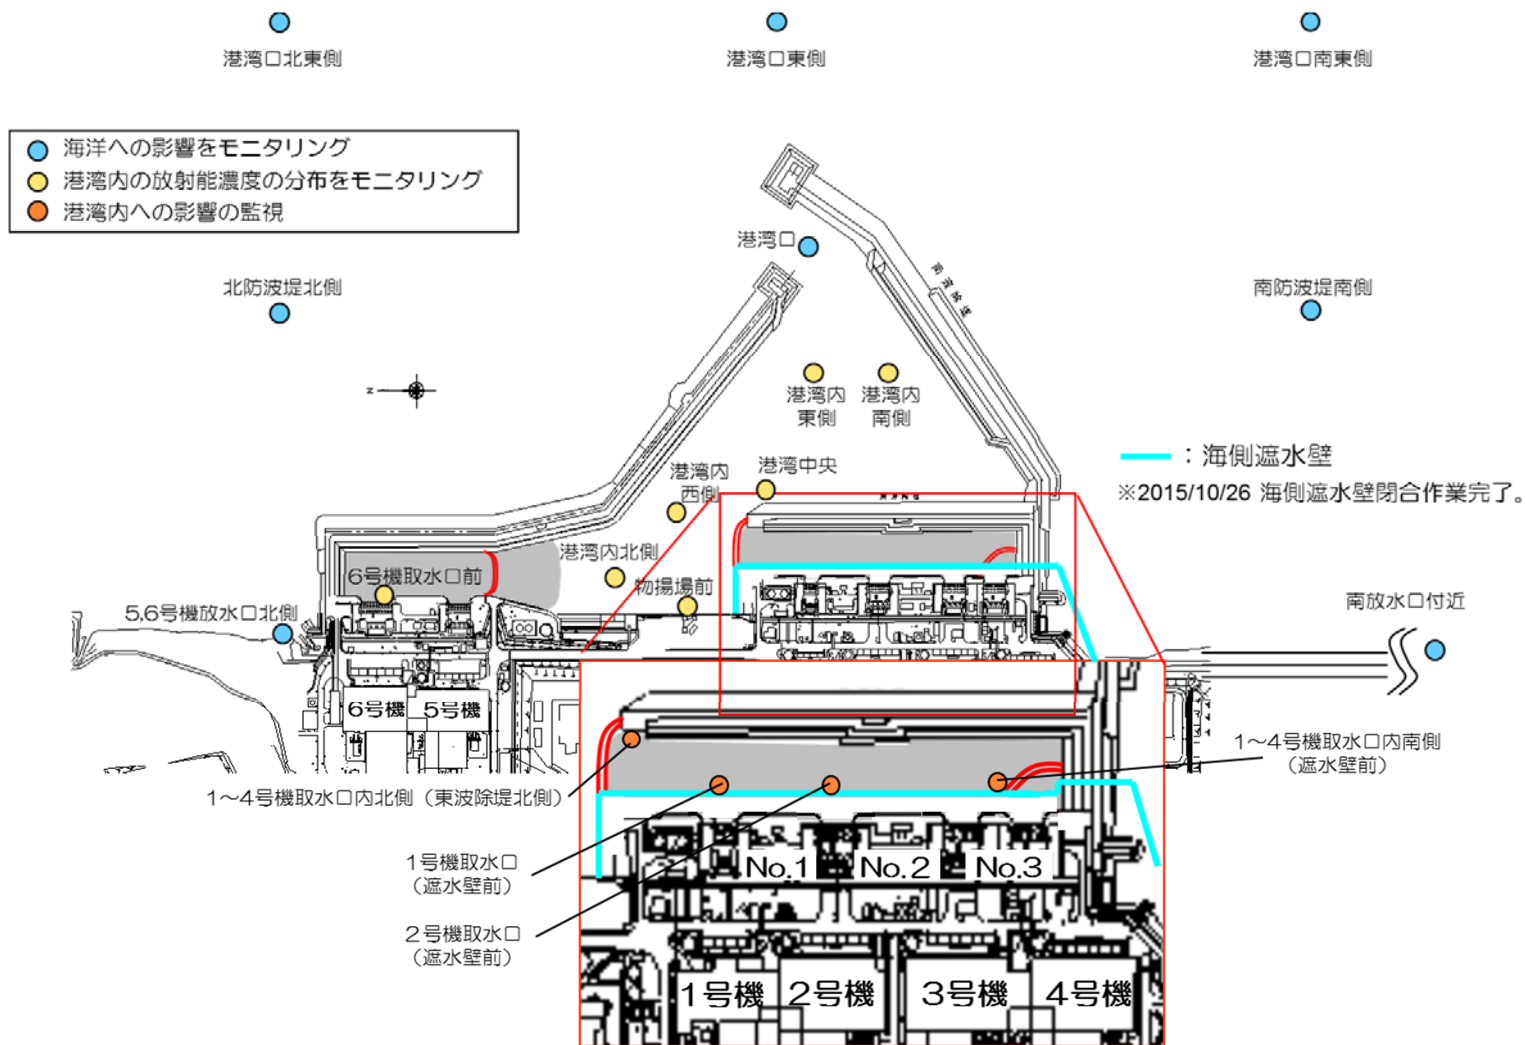 港湾口北東側
港湾口東側
港湾口南東側
海洋への影響をモニタリング
港湾内の放射能濃度の分布をモニタリング
港湾内への影響の監視
港湾口
北防波堤北側
南防波堤南側
N
港湾内
東側
港湾内
南側
：海側遮水壁
※2015/10/26 海側遮水壁閉合作業完了。
港湾中央
港湾内
西側
港湾内北側
6号機取水口前
物揚場前
5,6号機放水口北側
南放水口付近
6号機
5号機
1～4号機取水口内南側
（遮水壁前）
1～4号機取水口内北側（東波除堤北側）
1号機取水口
（遮水壁前）
2号機取水口
（遮水壁前）
No.1
No.2
No.3
1号機
2号機
3号機
4号機